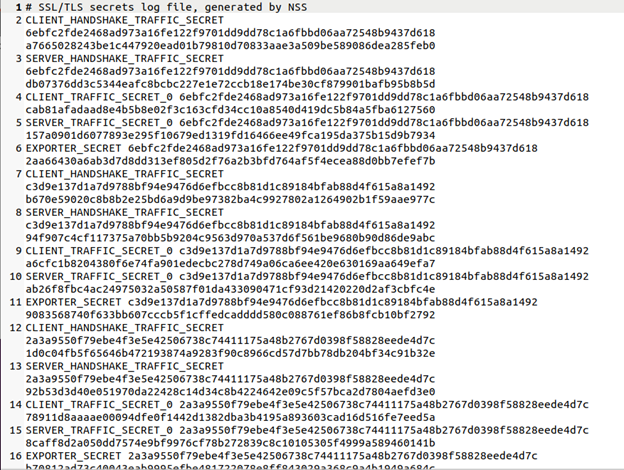 1 # SSL/TLS secrets log file, generated by NSS
2 CLIENT_HANDSHAKE_TRAFFIC_SECRET
6ebfc2fde2468ad973a16fe122f9701dd9dd78c1a6fbbd06aa72548b9437d618
a7665028243be1c447920ead01b79810d70833aae3a509be589086dea285feb0
3 SERVER_HANDSHAKE_TRAFFIC_SECRET
6ebfc2fde2468ad973a16fe122f9701dd9dd78c1a6fbbd06aa72548b9437d618
db07376dd3c5344eafc8bcbc227e1e72ccb18e174be30cf879901bafb95b8b5d
4 CLIENT_TRAFFIC_SECRET_0 6ebfc2fde2468ad973a16fe122f9701dd9dd78c1a6fbbd06aa72548b9437d618
cab81afadaad8e4b5b8e02f3c163cfd34cc10a8540d419dc5b84a5fba6127560
5 SERVER_TRAFFIC_SECRET_0 6ebfc2fde2468ad973a16fe122f9701dd9dd78c1a6fbbd06aa72548b9437d618
157a0901d6077893e295f10679ed1319fd16466ee49fca195da375b15d9b7934
6 EXPORTER_SECRET 6ebfc2fde2468ad973a16fe122f9701dd9dd78c1a6fbbd06aa72548b9437d618
2aa66430a6ab3d7d8dd313ef805d2f76a2b3bfd764af5f4ecea88d0bb7efef7b
7 CLIENT_HANDSHAKE_TRAFFIC_SECRET
c3d9e137d1a7d9788bf94e9476d6efbcc8b81d1c89184bfab88d4f615a8a1492
b670e59020c8b8b2e25bd6a9d9be97382ba4c9927802a1264902b1f59aae977c
8 SERVER_HANDSHAKE_TRAFFIC_SECRET
c3d9e137d1a7d9788bf94e9476d6efbcc8b81d1c89184bfab88d4f615a8a1492
94f907c4cf117375a70bb5b9204c9563d970a537d6f561be9680b90d86de9abc
9 CLIENT_TRAFFIC_SECRET_0 c3d9e137d1a7d9788bf94e9476d6efbcc8b81d1c89184bfab88d4f615a8a1492
a6cfc1b8204380f6e74fa901edecbc278d749a06ca6ee420e630169aa649efa7
10 SERVER_TRAFFIC_SECRET_0 c3d9e137d1a7d9788bf94e9476d6efbcc8b81d1c89184bfab88d4f615a8a1492
ab26f8fbc4ac24975032a50587f01da433090471cf93d21420220d2af3cbfc4e
11 EXPORTER_SECRET c3d9e137d1a7d9788bf94e9476d6efbcc8b81d1c89184bfab88d4f615a8a1492
9083568740f633bb607cccb5f1cffedcadddd580c088761ef86b8fcb10bf2792
12 CLIENT_HANDSHAKE_TRAFFIC_SECRET
2a3a9550f79ebe4f3e5e42506738c74411175a48b2767d0398f58828eede4d7c
1d0c04fb5f65646b472193874a9283f90c8966cd57d7bb78db204bf34c91b32e
13 SERVER_HANDSHAKE_TRAFFIC_SECRET
2a3a9550f79ebe4f3e5e42506738c74411175a48b2767d0398f58828eede4d7c
92b53d3d40e051970da22428c14d34c8b4224642e09c5f57bca2d7804aefd3e0
14 CLIENT_TRAFFIC_SECRET_0 2a3a9550f79ebe4f3e5e42506738c74411175a48b2767d0398f58828eede4d7c
78911d8aaaae00094dfe0f1442d1382dba3b4195a893603cad16d516fe7eed5a
15 SERVER_TRAFFIC_SECRET_0 2a3a9550f79ebe4f3e5e42506738c74411175a48b2767d0398f58828eede4d7c
8caff8d2a050dd7574e9bf9976cf78b272839c8c10105305f4999a589460141b
16 EXPORTER_SECRET 2a3a9550f79ebe4f3e5e42506738c74411175a48b2767d0398f58828eede4d7c